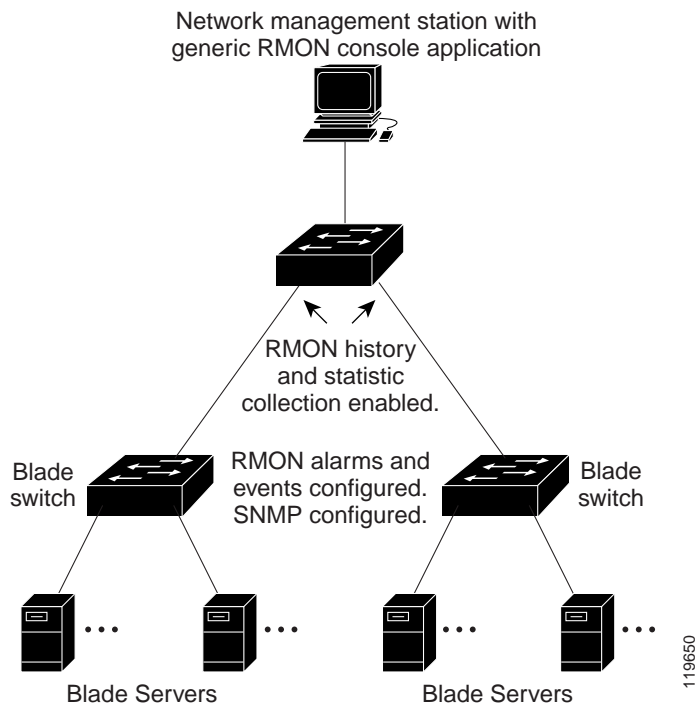 Network management station with
generic RMON console application
RMON history
and statistic
collection enabled.
Blade
switch
RMON alarms and
events configured.
SNMP configured.
Blade
switch
Blade Servers
Blade Servers
119650